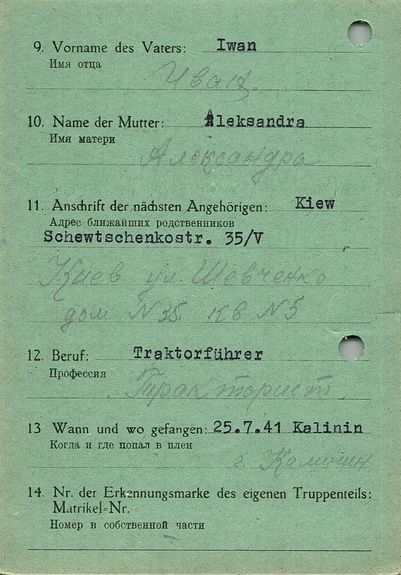 9. Vorname des Vaters: Iwan
Имя отца
Иван.
10. Name der Mutter: Aleksandra
Имя матери
Александра
11. Anschrift der nächsten Angehörigen: Kiew
Адрес ближайших родственников
Schewtschenkostr. 35/V
Киев ул. Шевченко
дом N 35 кв N 5
12. Beruf: Traktorführer
Профессия
Тракторист.
13 Wann und wo gefangen: 25.7.41 Kalinin
Когда и где попал в плен
г. Калинин
14. Nr. der Erkennungsmarke des eigenen Truppenteils:
Matrikel-Nr.
Номер в собственной части